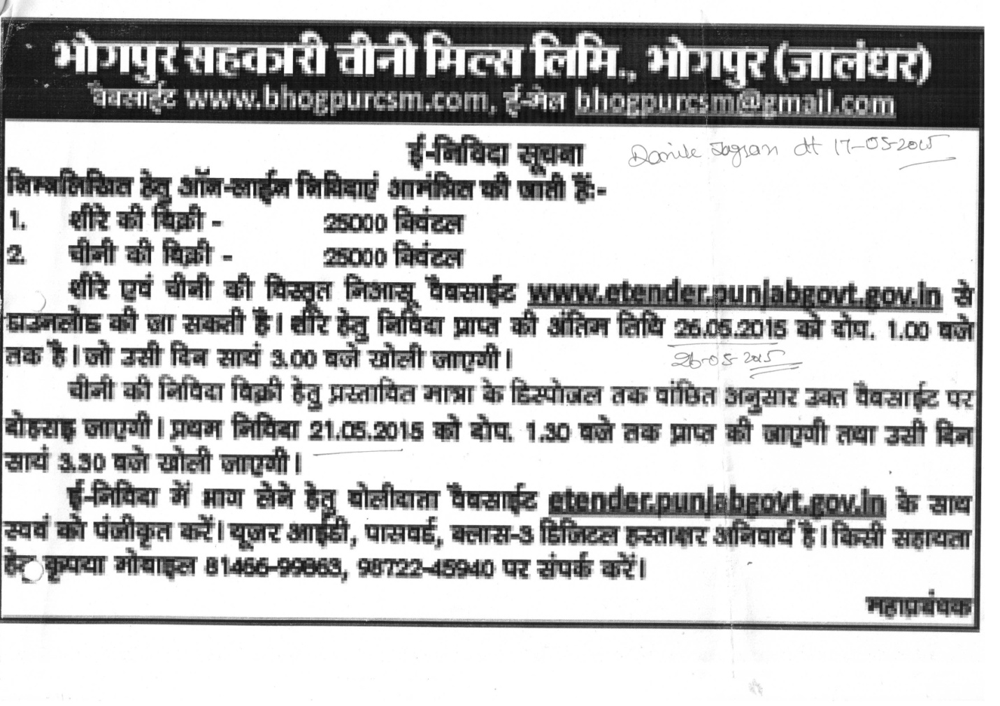 भोगपुर सहकारी चीनी मिल्स लिमि., भोगपुर (जालंधर)
वैबसाईट www.bhogpurcsm.com, ई-मेल bhogpurcsm@gmail.com
ई-निविदा सूचना
Jagran dt 17-05-2015
निम्नलिखित हेतु ऑन-लाईन निविदाएं आमंत्रित की जाती हैं:-
1. शीरे की बिक्री - 25000 क्विंटल
2. चीनी की बिक्री - 25000 क्विंटल
शीरे एवं चीनी की विस्तृत निआसू वैबसाईट www.etender.punjabgovt.gov.in से
डाउनलोड की जा सकती है। शीरे हेतु निविदा प्राप्त की अंतिम तिथि 26.05.2015 को दोप. 1.00 बजे
तक है। जो उसी दिन सायं 3.00 बजे खोली जाएगी।
26-05-2015
चीनी की निविदा बिक्री हेतु प्रस्तावित मात्रा के डिस्पोजल तक वांछित अनुसार उक्त वैबसाईट पर
दोहराइ जाएगी। प्रथम निविदा 21.05.2015 को दोप. 1.30 बजे तक प्राप्त की जाएगी तथा उसी दिन
सायं 3.30 बजे खोली जाएगी।
ई-निविदा में भाग लेने हेतु बोलीदाता वैबसाईट etender.punjabgovt.gov.in के साथ
स्वयं को पंजीकृत करें। यूजर आईडी, पासवर्ड, क्लास-3 डिजिटल हस्ताक्षर अनिवार्य है। किसी सहायता
हेतु कृपया मोबाइल 81466-99863, 98722-45940 पर संपर्क करें।
महाप्रबंधक